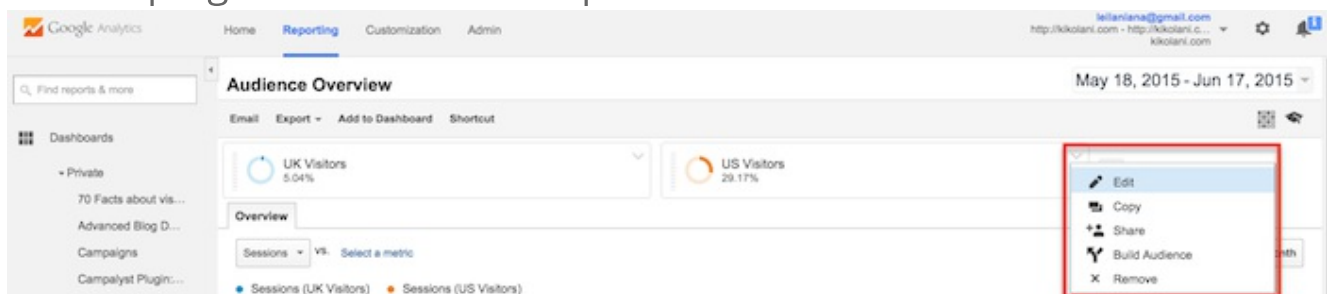 Google Analytics
Home Reporting Customization Admin
leilaniana@gmail.com
http://kikolani.com - http://kikolani.c...
kikolani.com
1
Find reports & more
Audience Overview
May 18, 2015 - Jun 17, 2015
Email Export Add to Dashboard Shortcut
Dashboards
Private
70 Facts about vis...
Advanced Blog D...
Campaigns
Campalyst Plugin:...
UK Visitors
5.04%
US Visitors
29.17%
Edit
Copy
Share
Build Audience
Remove
Overview
Sessions VS. Select a metric
Sessions (UK Visitors) Sessions (US Visitors)